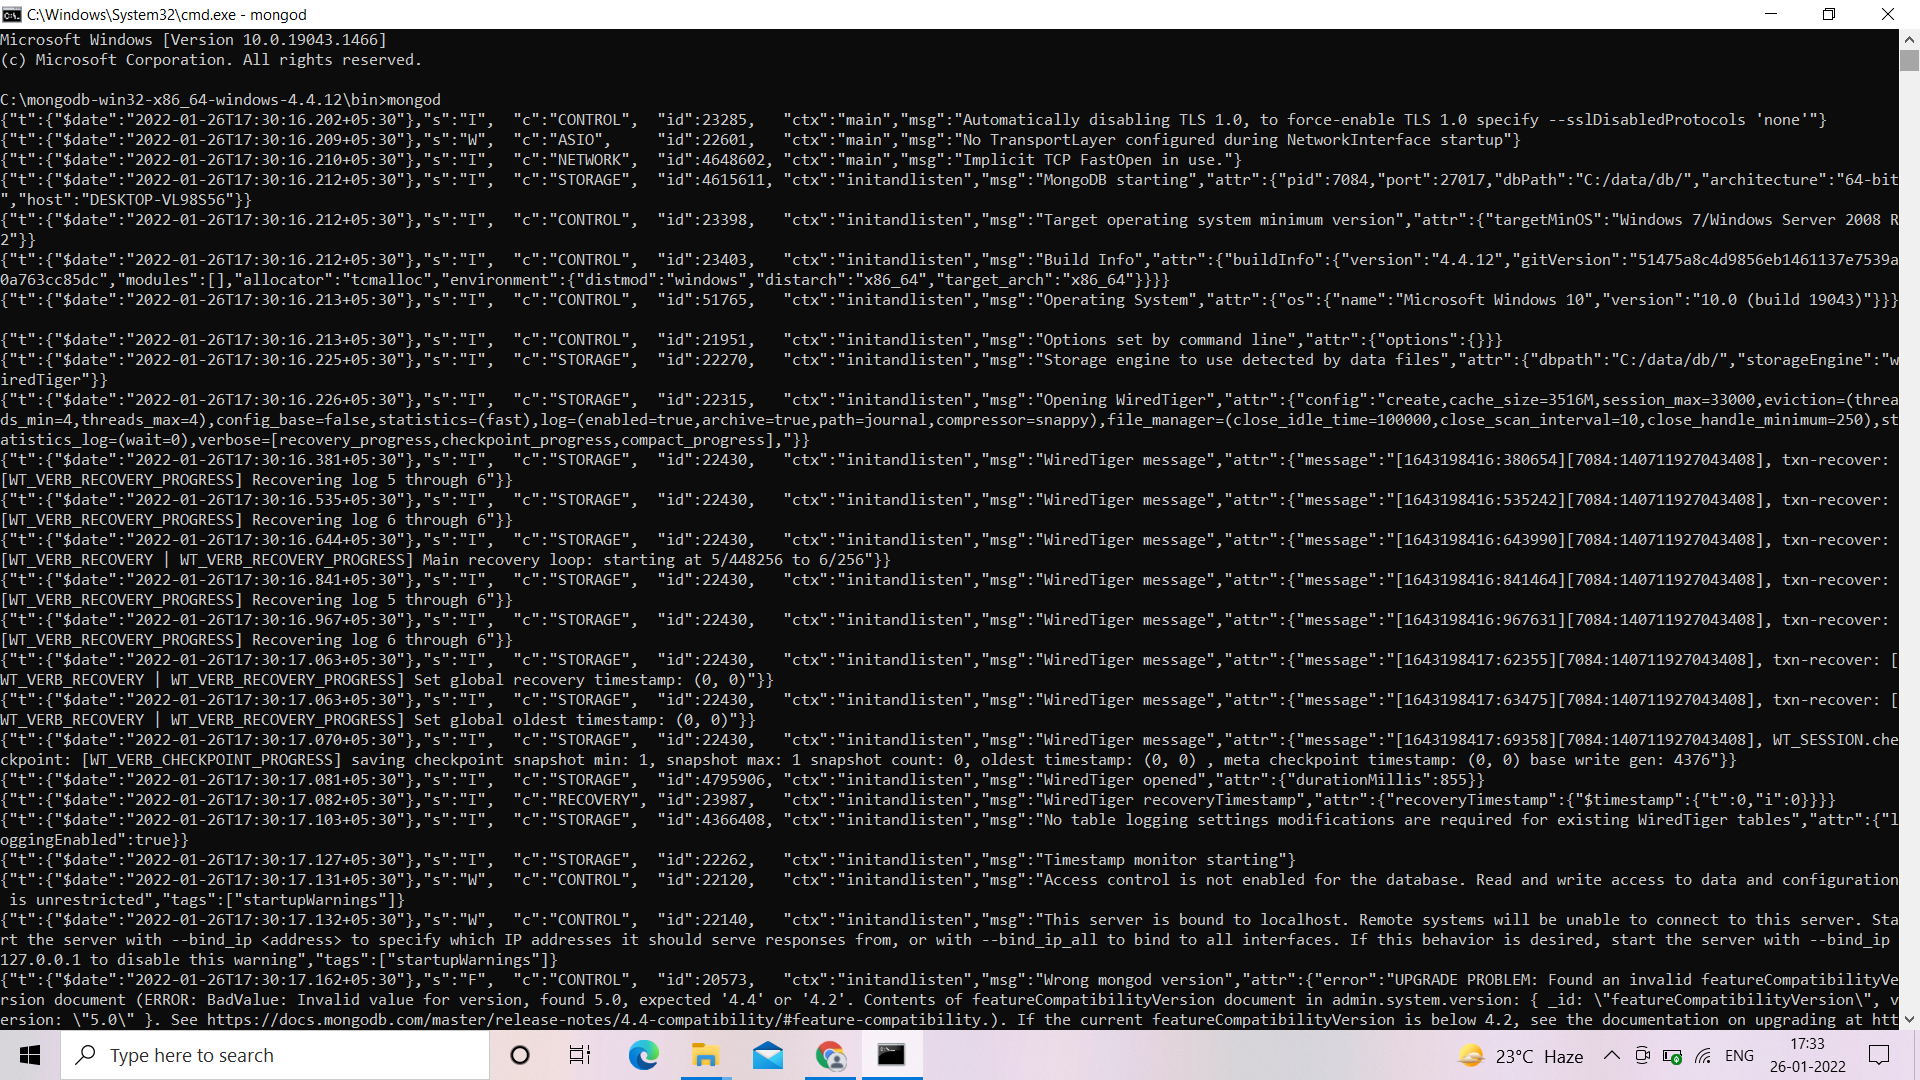 C:\Windows\System32\cmd.exe - mongod
Microsoft Windows [Version 10.0.19043.1466]
(c) Microsoft Corporation. All rights reserved.
C:\mongodb-win32-x86_64-windows-4.4.12\bin>mongod
{"t":{"$date":"2022-01-26T17:30:16.202+05:30"},"s":"I",  "c":"CONTROL",  "id":23285,   "ctx":"main","msg":"Automatically disabling TLS 1.0, to force-enable TLS 1.0 specify --sslDisabledProtocols 'none'"}
{"t":{"$date":"2022-01-26T17:30:16.209+05:30"},"s":"W",  "c":"ASIO",     "id":22601,   "ctx":"main","msg":"No TransportLayer configured during NetworkInterface startup"}
{"t":{"$date":"2022-01-26T17:30:16.210+05:30"},"s":"I",  "c":"NETWORK",  "id":4648602, "ctx":"main","msg":"Implicit TCP FastOpen in use."}
{"t":{"$date":"2022-01-26T17:30:16.212+05:30"},"s":"I",  "c":"STORAGE",  "id":4615611, "ctx":"initandlisten","msg":"MongoDB starting","attr":{"pid":7084,"port":27017,"dbPath":"C:/data/db/","architecture":"64-bit
","host":"DESKTOP-VL98S56"}}
{"t":{"$date":"2022-01-26T17:30:16.212+05:30"},"s":"I",  "c":"CONTROL",  "id":23398,   "ctx":"initandlisten","msg":"Target operating system minimum version","attr":{"targetMinOS":"Windows 7/Windows Server 2008 R
2"}}
{"t":{"$date":"2022-01-26T17:30:16.212+05:30"},"s":"I",  "c":"CONTROL",  "id":23403,   "ctx":"initandlisten","msg":"Build Info","attr":{"buildInfo":{"version":"4.4.12","gitVersion":"51475a8c4d9856eb1461137e7539a
0a763cc85dc","modules":[],"allocator":"tcmalloc","environment":{"distmod":"windows","distarch":"x86_64","target_arch":"x86_64"}}}}
{"t":{"$date":"2022-01-26T17:30:16.213+05:30"},"s":"I",  "c":"CONTROL",  "id":51765,   "ctx":"initandlisten","msg":"Operating System","attr":{"os":{"name":"Microsoft Windows 10","version":"10.0 (build 19043)"}}}
{"t":{"$date":"2022-01-26T17:30:16.213+05:30"},"s":"I",  "c":"CONTROL",  "id":21951,   "ctx":"initandlisten","msg":"Options set by command line","attr":{"options":{}}}
{"t":{"$date":"2022-01-26T17:30:16.225+05:30"},"s":"I",  "c":"STORAGE",  "id":22270,   "ctx":"initandlisten","msg":"Storage engine to use detected by data files","attr":{"dbpath":"C:/data/db/","storageEngine":"w
iredTiger"}}
{"t":{"$date":"2022-01-26T17:30:16.226+05:30"},"s":"I",  "c":"STORAGE",  "id":22315,   "ctx":"initandlisten","msg":"Opening WiredTiger","attr":{"config":"create,cache_size=3516M,session_max=33000,eviction=(threa
ds_min=4,threads_max=4),config_base=false,statistics=(fast),log=(enabled=true,archive=true,path=journal,compressor=snappy),file_manager=(close_idle_time=100000,close_scan_interval=10,close_handle_minimum=250),st
atistics_log=(wait=0),verbose=[recovery_progress,checkpoint_progress,compact_progress],"}}
{"t":{"$date":"2022-01-26T17:30:16.381+05:30"},"s":"I",  "c":"STORAGE",  "id":22430,   "ctx":"initandlisten","msg":"WiredTiger message","attr":{"message":"[1643198416:380654][7084:140711927043408], txn-recover:
[WT_VERB_RECOVERY_PROGRESS] Recovering log 5 through 6"}}
{"t":{"$date":"2022-01-26T17:30:16.535+05:30"},"s":"I",  "c":"STORAGE",  "id":22430,   "ctx":"initandlisten","msg":"WiredTiger message","attr":{"message":"[1643198416:535242][7084:140711927043408], txn-recover:
[WT_VERB_RECOVERY_PROGRESS] Recovering log 6 through 6"}}
{"t":{"$date":"2022-01-26T17:30:16.644+05:30"},"s":"I",  "c":"STORAGE",  "id":22430,   "ctx":"initandlisten","msg":"WiredTiger message","attr":{"message":"[1643198416:643990][7084:140711927043408], txn-recover:
[WT_VERB_RECOVERY | WT_VERB_RECOVERY_PROGRESS] Main recovery loop: starting at 5/448256 to 6/256"}}
{"t":{"$date":"2022-01-26T17:30:16.841+05:30"},"s":"I",  "c":"STORAGE",  "id":22430,   "ctx":"initandlisten","msg":"WiredTiger message","attr":{"message":"[1643198416:841464][7084:140711927043408], txn-recover:
[WT_VERB_RECOVERY_PROGRESS] Recovering log 5 through 6"}}
{"t":{"$date":"2022-01-26T17:30:16.967+05:30"},"s":"I",  "c":"STORAGE",  "id":22430,   "ctx":"initandlisten","msg":"WiredTiger message","attr":{"message":"[1643198416:967631][7084:140711927043408], txn-recover:
[WT_VERB_RECOVERY_PROGRESS] Recovering log 6 through 6"}}
{"t":{"$date":"2022-01-26T17:30:17.063+05:30"},"s":"I",  "c":"STORAGE",  "id":22430,   "ctx":"initandlisten","msg":"WiredTiger message","attr":{"message":"[1643198417:62355][7084:140711927043408], txn-recover: [
WT_VERB_RECOVERY | WT_VERB_RECOVERY_PROGRESS] Set global recovery timestamp: (0, 0)"}}
{"t":{"$date":"2022-01-26T17:30:17.063+05:30"},"s":"I",  "c":"STORAGE",  "id":22430,   "ctx":"initandlisten","msg":"WiredTiger message","attr":{"message":"[1643198417:63475][7084:140711927043408], txn-recover: [
WT_VERB_RECOVERY | WT_VERB_RECOVERY_PROGRESS] Set global oldest timestamp: (0, 0)"}}
{"t":{"$date":"2022-01-26T17:30:17.070+05:30"},"s":"I",  "c":"STORAGE",  "id":22430,   "ctx":"initandlisten","msg":"WiredTiger message","attr":{"message":"[1643198417:69358][7084:140711927043408], WT_SESSION.che
ckpoint: [WT_VERB_CHECKPOINT_PROGRESS] saving checkpoint snapshot min: 1, snapshot max: 1 snapshot count: 0, oldest timestamp: (0, 0) , meta checkpoint timestamp: (0, 0) base write gen: 4376"}}
{"t":{"$date":"2022-01-26T17:30:17.081+05:30"},"s":"I",  "c":"STORAGE",  "id":4795906, "ctx":"initandlisten","msg":"WiredTiger opened","attr":{"durationMillis":855}}
{"t":{"$date":"2022-01-26T17:30:17.082+05:30"},"s":"I",  "c":"RECOVERY", "id":23987,   "ctx":"initandlisten","msg":"WiredTiger recoveryTimestamp","attr":{"recoveryTimestamp":{"$timestamp":{"t":0,"i":0}}}}
{"t":{"$date":"2022-01-26T17:30:17.103+05:30"},"s":"I",  "c":"STORAGE",  "id":4366408, "ctx":"initandlisten","msg":"No table logging settings modifications are required for existing WiredTiger tables","attr":{"l
oggingEnabled":true}}
{"t":{"$date":"2022-01-26T17:30:17.127+05:30"},"s":"I",  "c":"STORAGE",  "id":22262,   "ctx":"initandlisten","msg":"Timestamp monitor starting"}
{"t":{"$date":"2022-01-26T17:30:17.131+05:30"},"s":"W",  "c":"CONTROL",  "id":22120,   "ctx":"initandlisten","msg":"Access control is not enabled for the database. Read and write access to data and configuration
 is unrestricted","tags":["startupWarnings"]}
{"t":{"$date":"2022-01-26T17:30:17.132+05:30"},"s":"W",  "c":"CONTROL",  "id":22140,   "ctx":"initandlisten","msg":"This server is bound to localhost. Remote systems will be unable to connect to this server. Sta
rt the server with --bind_ip <address> to specify which IP addresses it should serve responses from, or with --bind_ip_all to bind to all interfaces. If this behavior is desired, start the server with --bind_ip
127.0.0.1 to disable this warning","tags":["startupWarnings"]}
{"t":{"$date":"2022-01-26T17:30:17.162+05:30"},"s":"F",  "c":"CONTROL",  "id":20573,   "ctx":"initandlisten","msg":"Wrong mongod version","attr":{"error":"UPGRADE PROBLEM: Found an invalid featureCompatibilityVe
rsion document (ERROR: BadValue: Invalid value for version, found 5.0, expected '4.4' or '4.2'. Contents of featureCompatibilityVersion document in admin.system.version: { _id: \"featureCompatibilityVersion\", v
ersion: \"5.0\" }. See https://docs.mongodb.com/master/release-notes/4.4-compatibility/#feature-compatibility.). If the current featureCompatibilityVersion is below 4.2, see the documentation on upgrading at htt
Type here to search
23°C Haze
ENG
17:33
26-01-2022